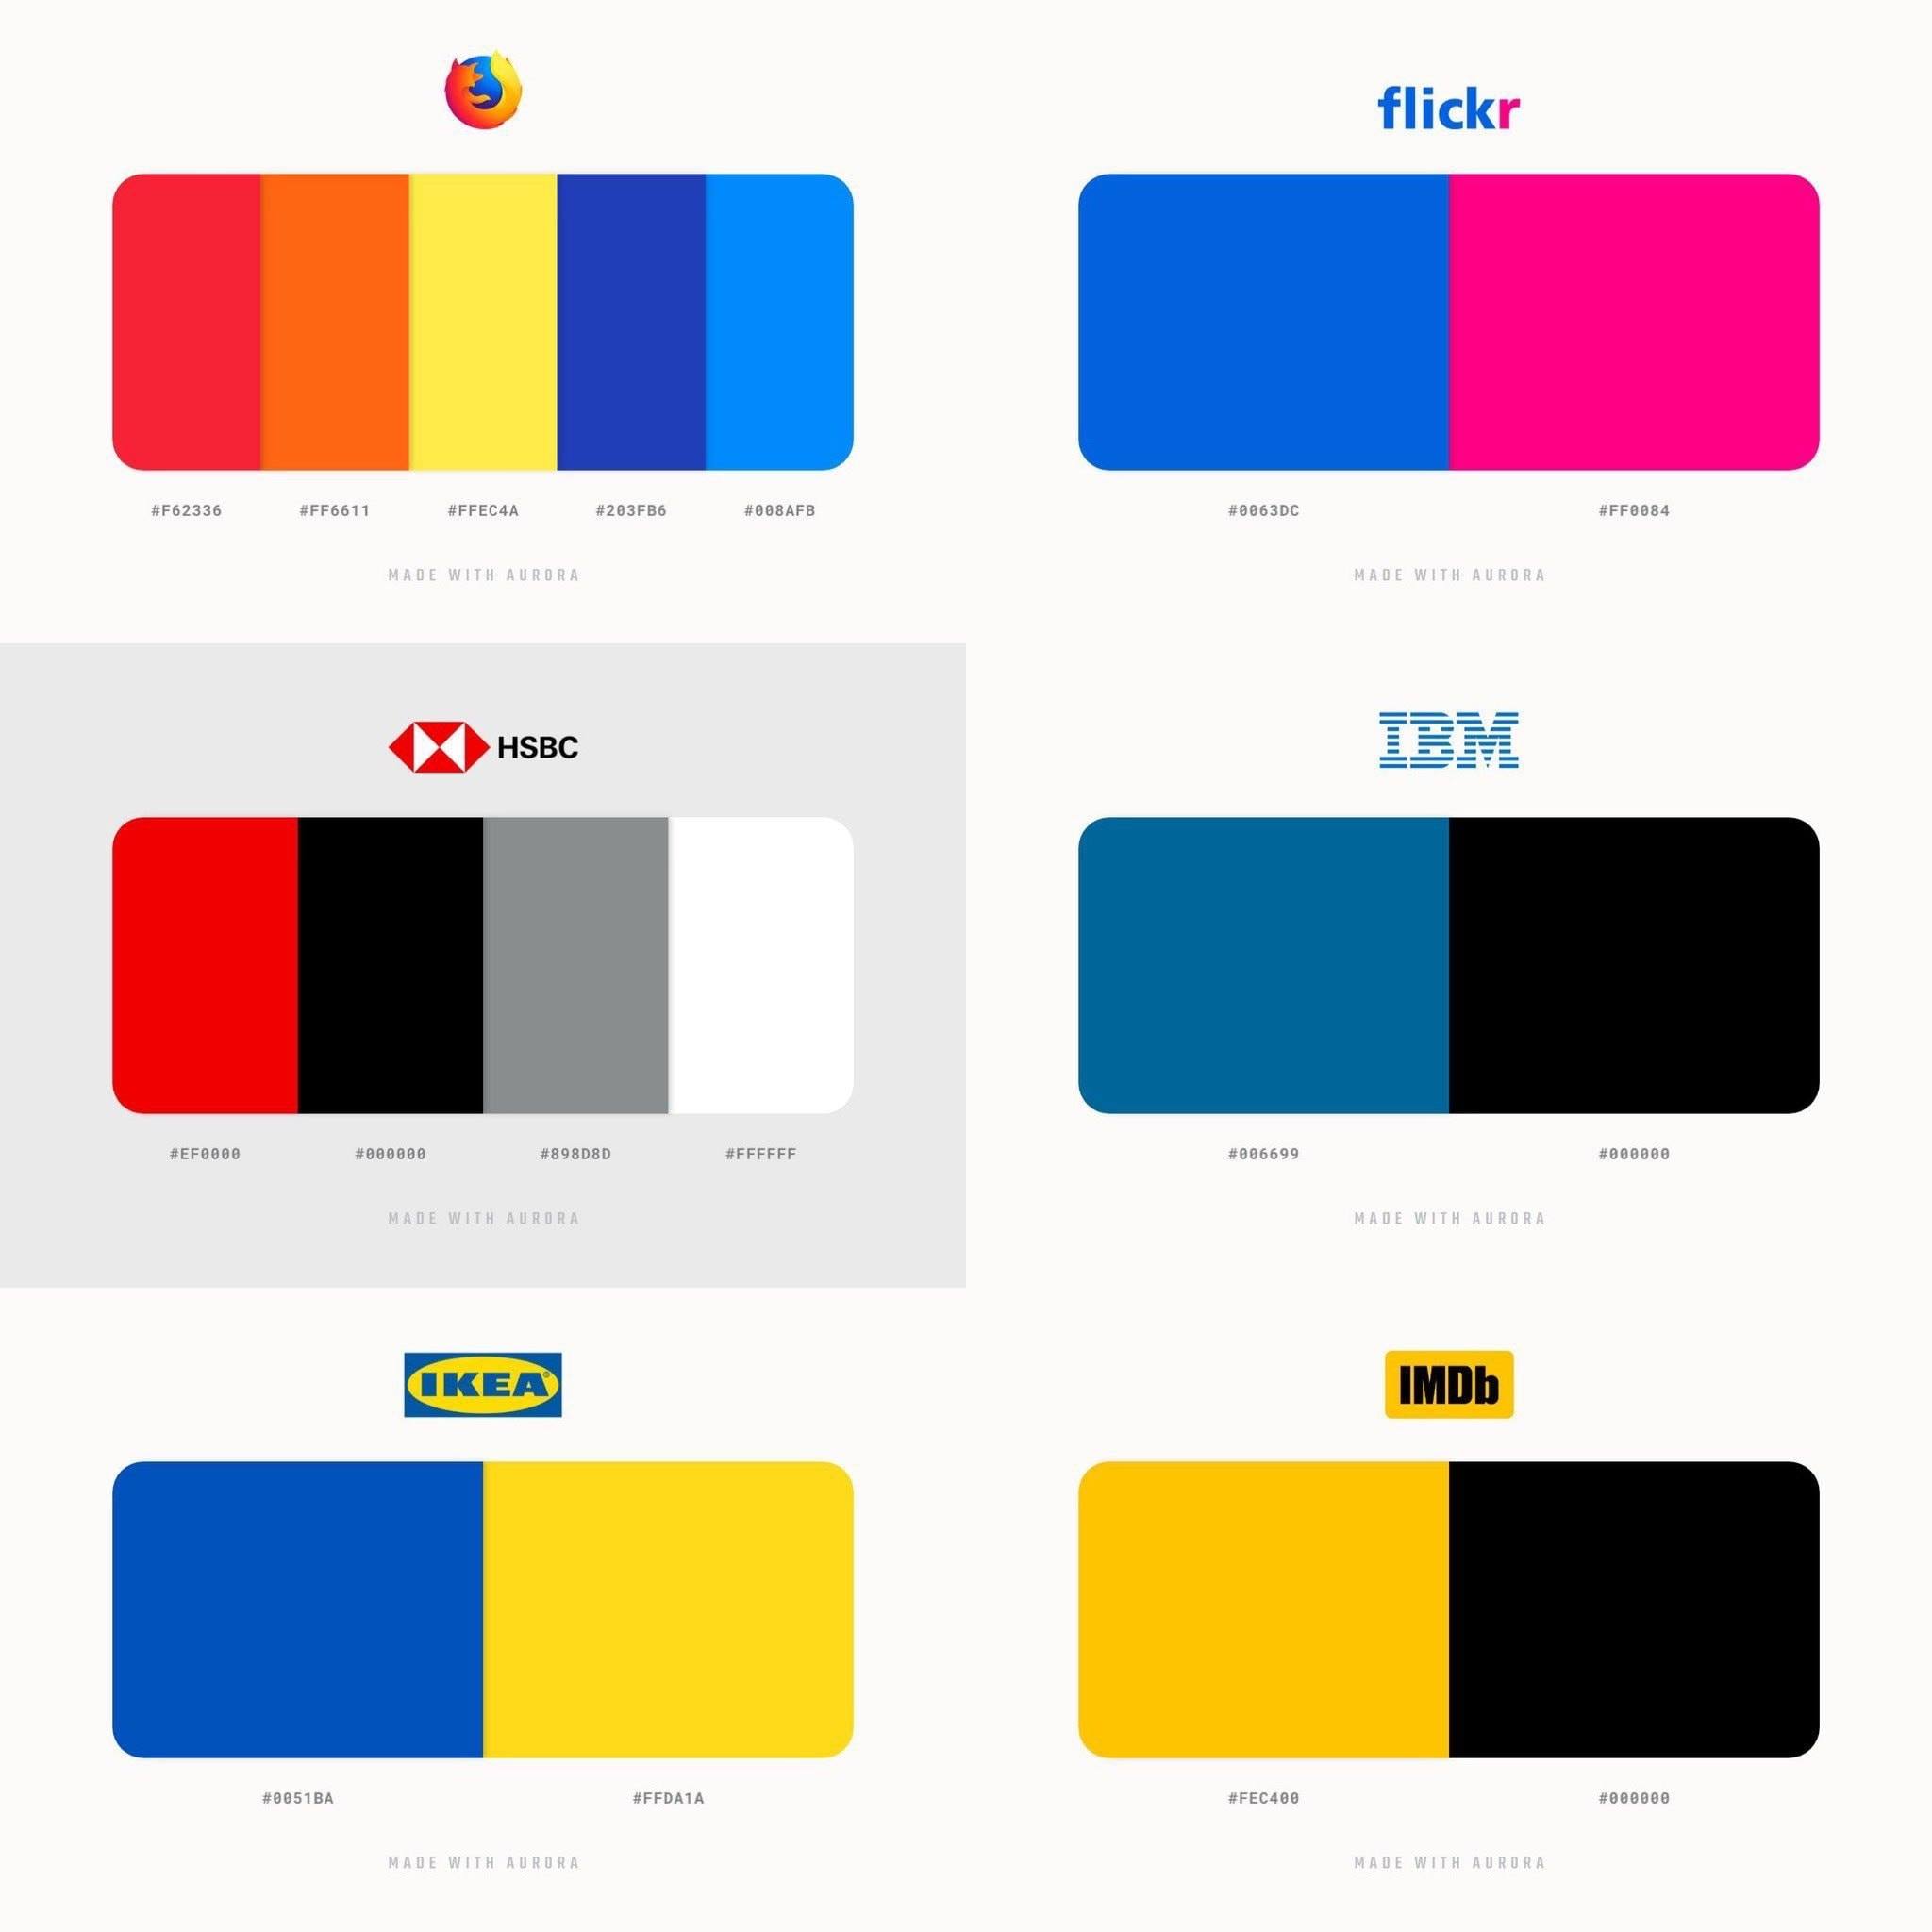 flickr
#F62336 #FF6611 #FFEC4A #203FB6 #008AFB
#0063DC #FF0084
MADE WITH AURORA
MADE WITH AURORA
HSBC
IBM
#EF0000 #000000 #898D8D #FFFFFF
#006699 #000000
MADE WITH AURORA
MADE WITH AURORA
IKEA®
IMDb
#0051BA #FFDA1A
#FEC400 #000000
MADE WITH AURORA
MADE WITH AURORA